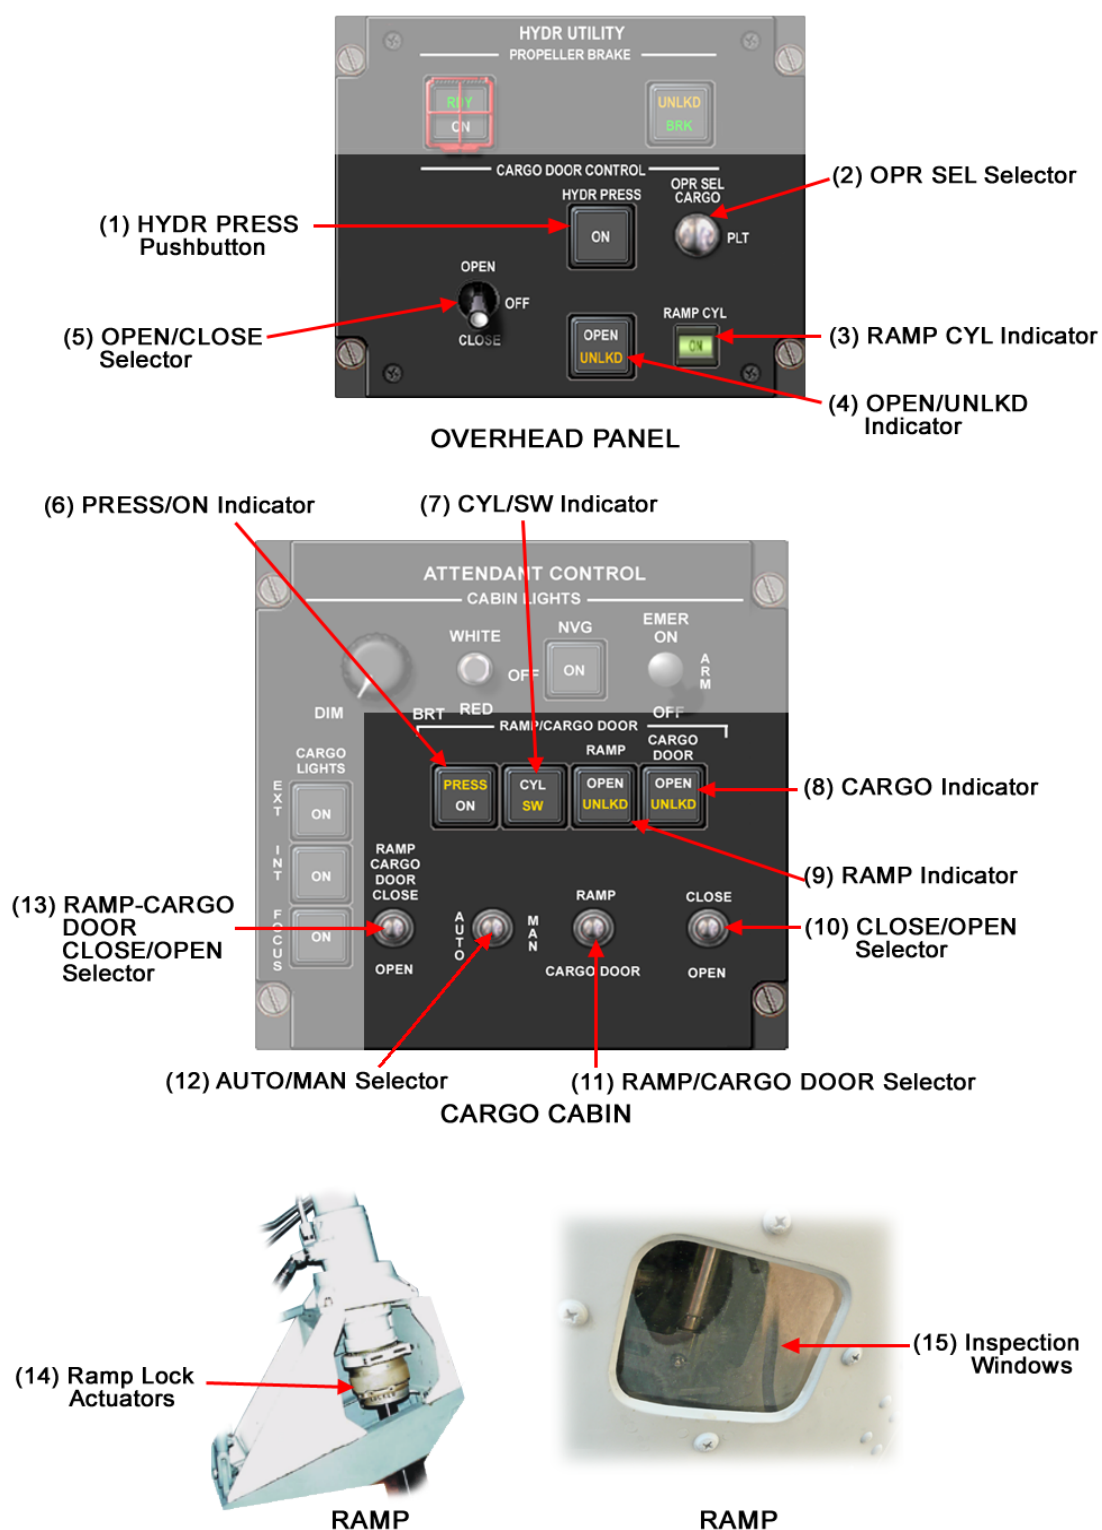 HYDR UTILITY
PROPELLER BRAKE
RDY
ON
UNLKD
BRK
CARGO DOOR CONTROL
HYDR PRESS
ON
OPR SEL
CARGO
PLT
(2) OPR SEL Selector
(1) HYDR PRESS
Pushbutton
OPEN
OFF
CLOSE
(5) OPEN/CLOSE
Selector
OPEN
UNLKD
RAMP CYL
ON
(3) RAMP CYL Indicator
(4) OPEN/UNLKD
Indicator
OVERHEAD PANEL
(6) PRESS/ON Indicator
(7) CYL/SW Indicator
ATTENDANT CONTROL
CABIN LIGHTS
DIM
BRT
WHITE
OFF
RED
NVG
ON
EMER
ON
ARM
OFF
RAMP/CARGO DOOR
CARGO
LIGHTS
EXT
ON
INT
ON
FOCUS
ON
PRESS
ON
CYL
SW
RAMP
OPEN
UNLKD
CARGO
DOOR
OPEN
UNLKD
(8) CARGO Indicator
(9) RAMP Indicator
RAMP
CARGO
DOOR
CLOSE
OPEN
AUTO
MAN
RAMP
CARGO DOOR
CLOSE
OPEN
(13) RAMP-CARGO
DOOR
CLOSE/OPEN
Selector
(10) CLOSE/OPEN
Selector
(12) AUTO/MAN Selector
(11) RAMP/CARGO DOOR Selector
CARGO CABIN
(14) Ramp Lock
Actuators
(15) Inspection
Windows
RAMP
RAMP